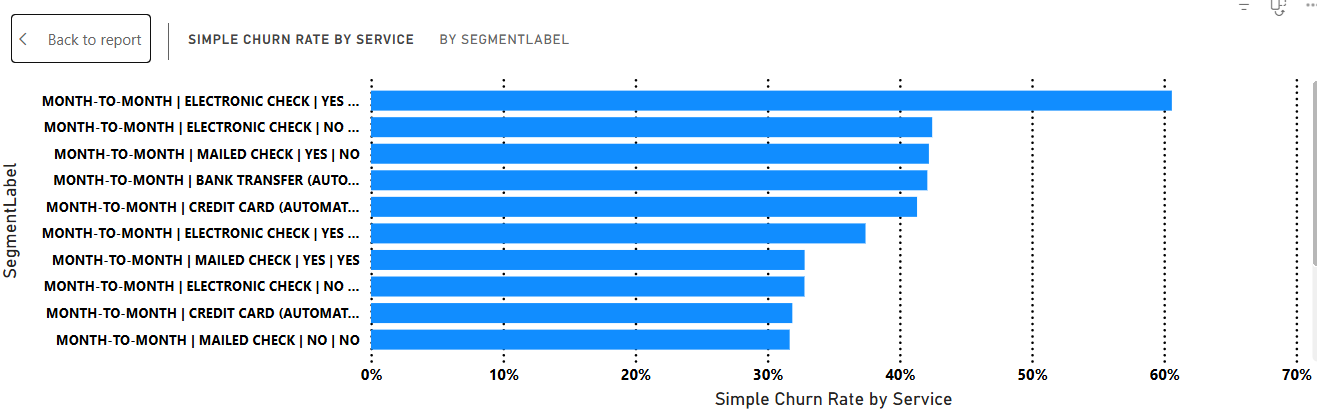 Back to report
SIMPLE CHURN RATE BY SERVICE BY SEGMENTLABEL
MONTH-TO-MONTH | ELECTRONIC CHECK | YES ...
MONTH-TO-MONTH | ELECTRONIC CHECK | NO ...
MONTH-TO-MONTH | MAILED CHECK | YES | NO
MONTH-TO-MONTH | BANK TRANSFER (AUTO...
MONTH-TO-MONTH | CREDIT CARD (AUTOMAT...
MONTH-TO-MONTH | ELECTRONIC CHECK | YES ...
MONTH-TO-MONTH | MAILED CHECK | YES | YES
MONTH-TO-MONTH | ELECTRONIC CHECK | NO ...
MONTH-TO-MONTH | CREDIT CARD (AUTOMAT...
MONTH-TO-MONTH | MAILED CHECK | NO | NO
SegmentLabel
0% 10% 20% 30% 40% 50% 60% 70%
Simple Churn Rate by Service